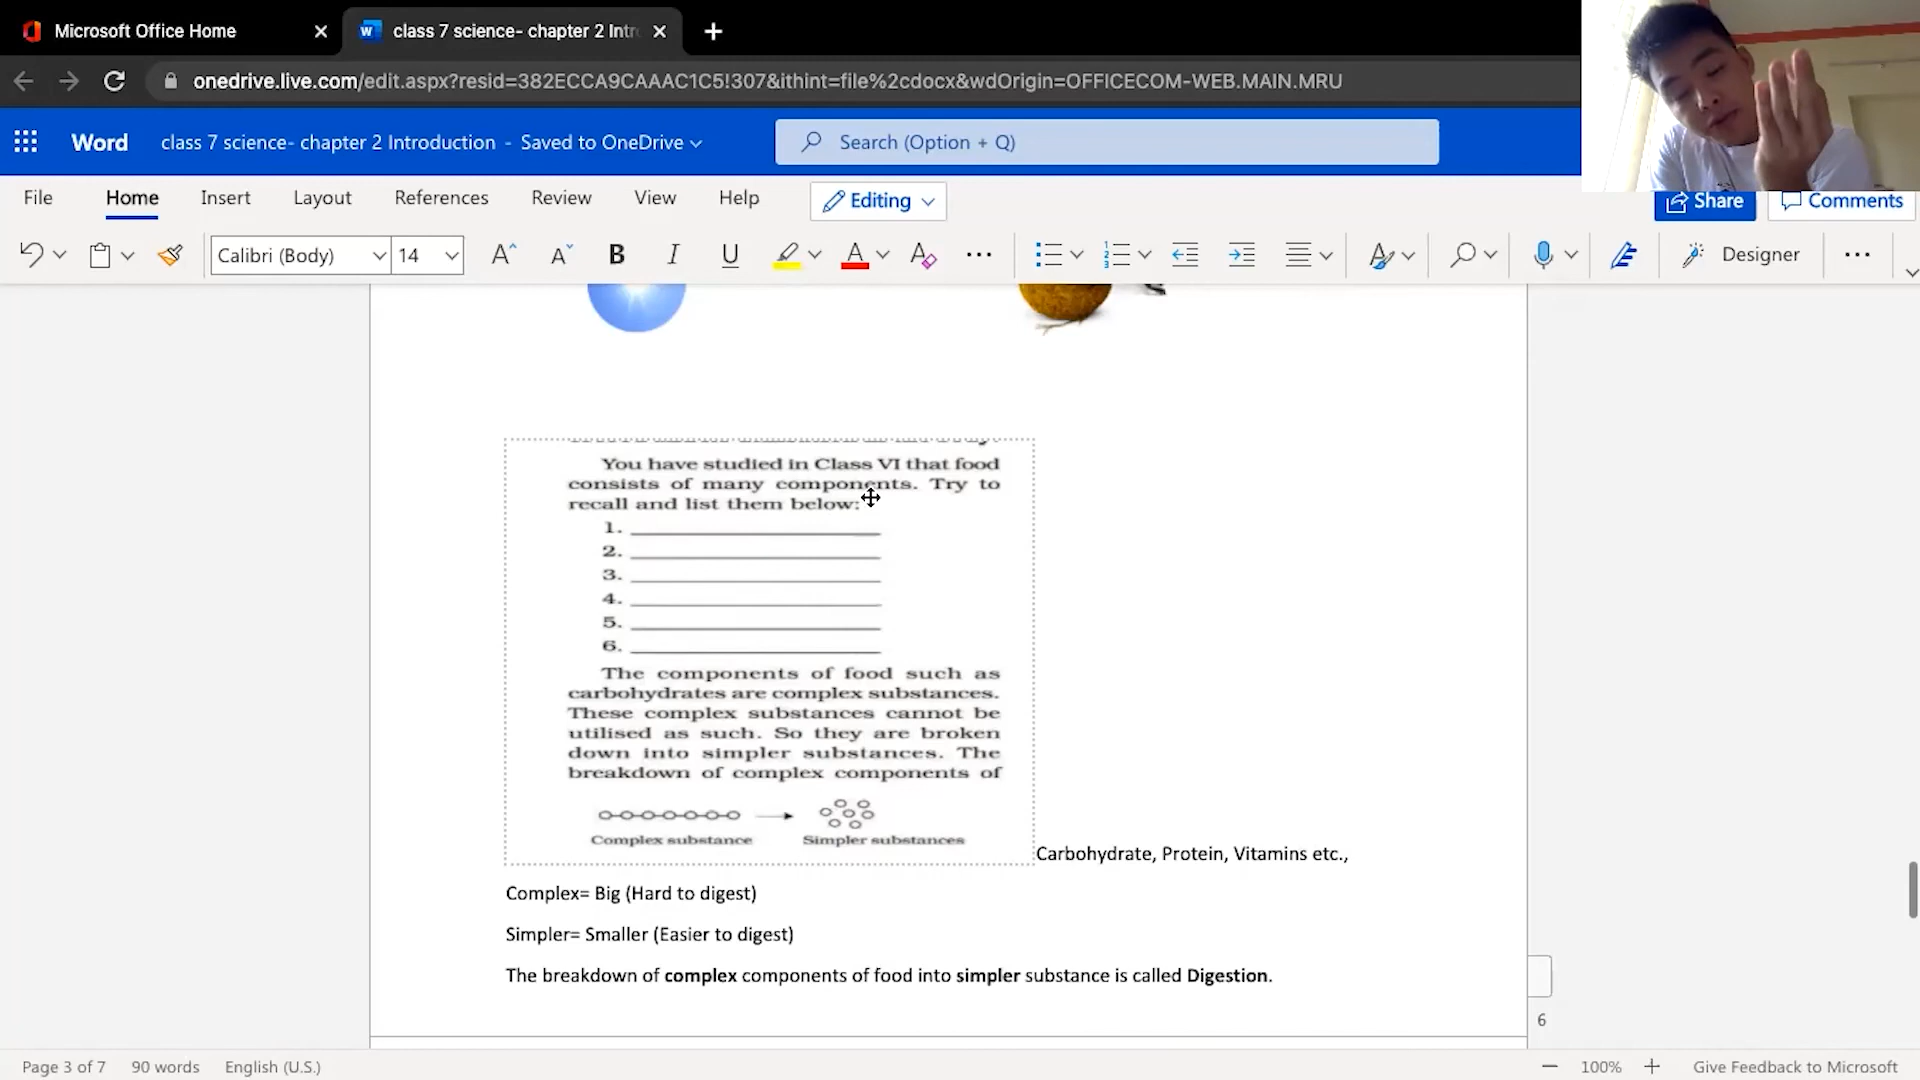 Microsoft Office Home
class 7 science- chapter 2 Intr
onedrive.live.com/edit.aspx?resid=382ECCA9CAAAC1C5!307&ithint=file%2cdocx&wdOrigin=OFFICECOM-WEB.MAIN.MRU
Word class 7 science- chapter 2 Introduction - Saved to OneDrive
Search (Option + Q)
File Home Insert Layout References Review View Help Editing Share Comments
Calibri (Body) 14 A A B I U A A Designer
You have studied in Class VI that food
consists of many components. Try to
recall and list them below:
1.
2.
3.
4.
5.
6.
The components of food such as
carbohydrates are complex substances.
These complex substances cannot be
utilised as such. So they are broken
down into simpler substances. The
breakdown of complex components of
Complex substance Simpler substances
Carbohydrate, Protein, Vitamins etc.,
Complex= Big (Hard to digest)
Simpler= Smaller (Easier to digest)
The breakdown of complex components of food into simpler substance is called Digestion.
6
Page 3 of 7 90 words English (U.S.) 100% Give Feedback to Microsoft